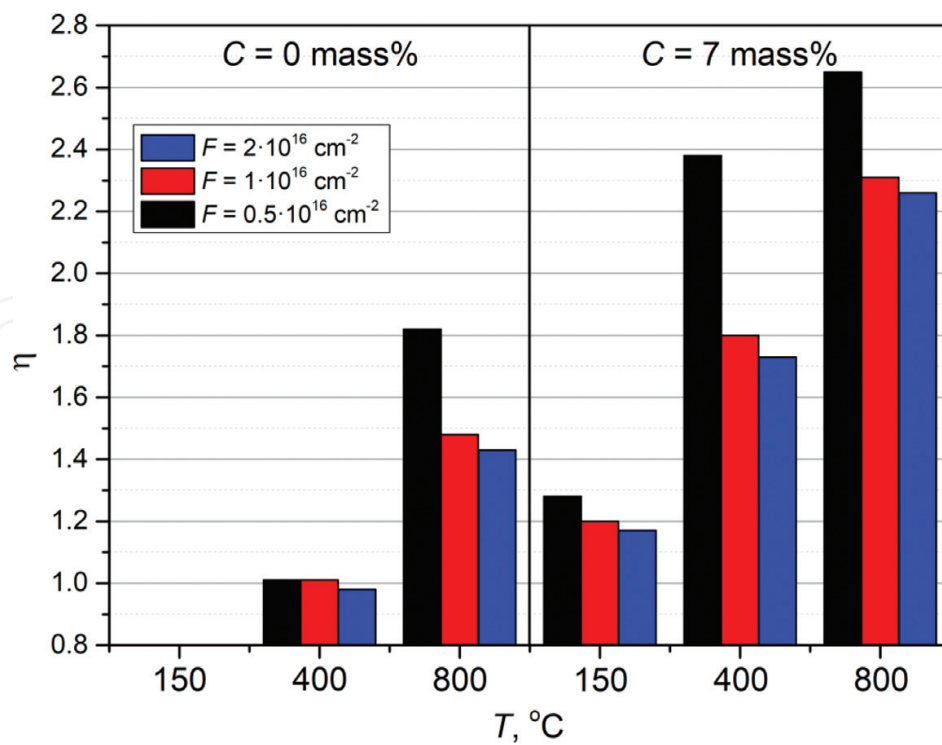 C = 0 mass%
C = 7 mass%
F = 2·10¹⁶ cm⁻²
F = 1·10¹⁶ cm⁻²
F = 0.5·10¹⁶ cm⁻²
2.8
2.6
2.4
2.2
2.0
1.8
1.6
1.4
1.2
1.0
0.8
η
150 400 800 150 400 800
T, °C